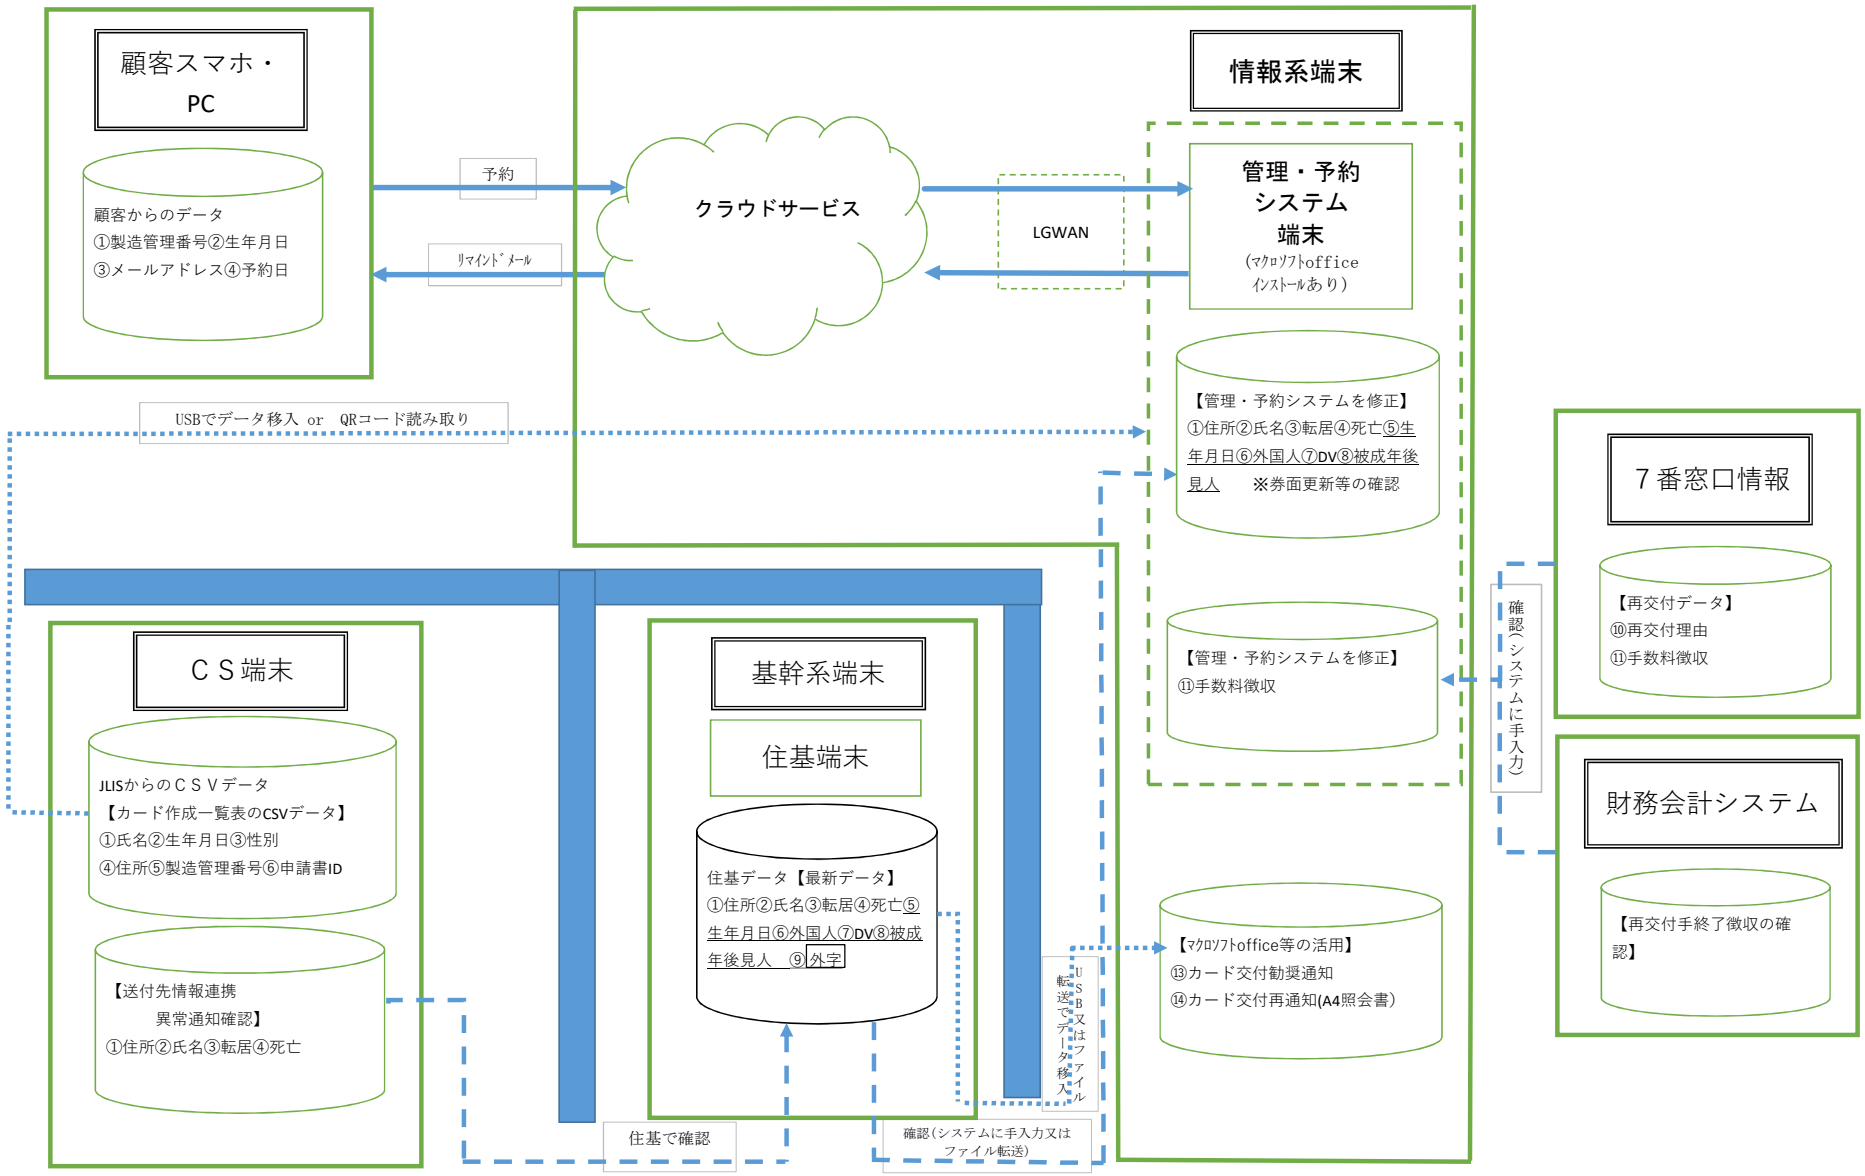 顧客スマホ・
PC
顧客からのデータ
①製造管理番号②生年月日
③メールアドレス④予約日
予約
ﾘﾏｲﾝﾄﾞﾒｰﾙ
クラウドサービス
LGWAN
情報系端末
管理・予約
システム
端末
(ﾏｸﾛｿﾌﾄoffice
ｲﾝｽﾄｰﾙあり)
【管理・予約システムを修正】
①住所②氏名③転居④死亡⑤生
年月日⑥外国人⑦DV⑧被成年後
見人　※券面更新等の確認
USBでデータ移入 or　QRコード読み取り
【管理・予約システムを修正】
⑪手数料徴収
確認(システムに手入力)
７番窓口情報
【再交付データ】
⑩再交付理由
⑪手数料徴収
財務会計システム
【再交付手終了徴収の確
認】
ＣＳ端末
JLISからのＣＳＶデータ
【カード作成一覧表のCSVデータ】
①氏名②生年月日③性別
④住所⑤製造管理番号⑥申請書ID
【送付先情報連携
異常通知確認】
①住所②氏名③転居④死亡
基幹系端末
住基端末
住基データ【最新データ】
①住所②氏名③転居④死亡⑤
生年月日⑥外国人⑦DV⑧被成
年後見人　⑨外字
USB又はファイル
転送でデータ移入
【ﾏｸﾛｿﾌﾄoffice等の活用】
⑬カード交付勧奨通知
⑭カード交付再通知(A4照会書)
住基で確認
確認(システムに手入力又は
ファイル転送)